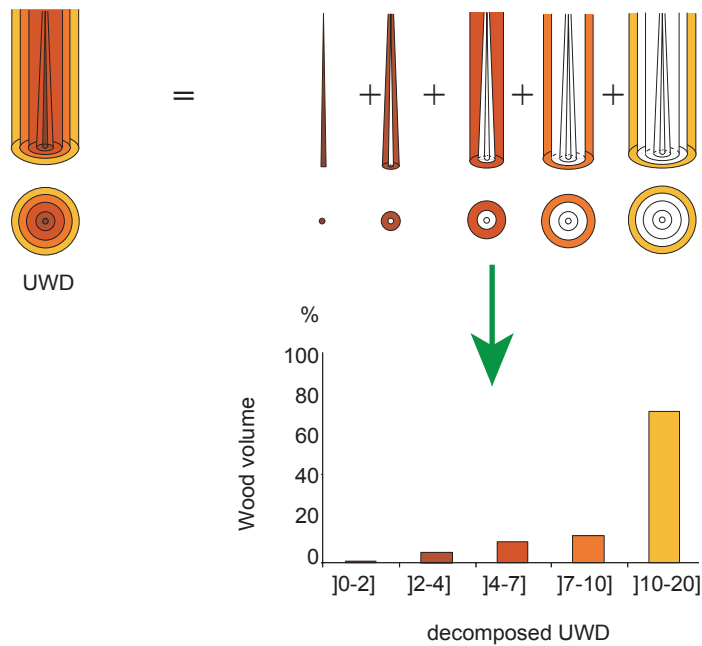 = + + + +
UWD
%
100
80
60
40
20
0
Wood volume
]0-2] ]2-4] ]4-7] ]7-10] ]10-20]
decomposed UWD